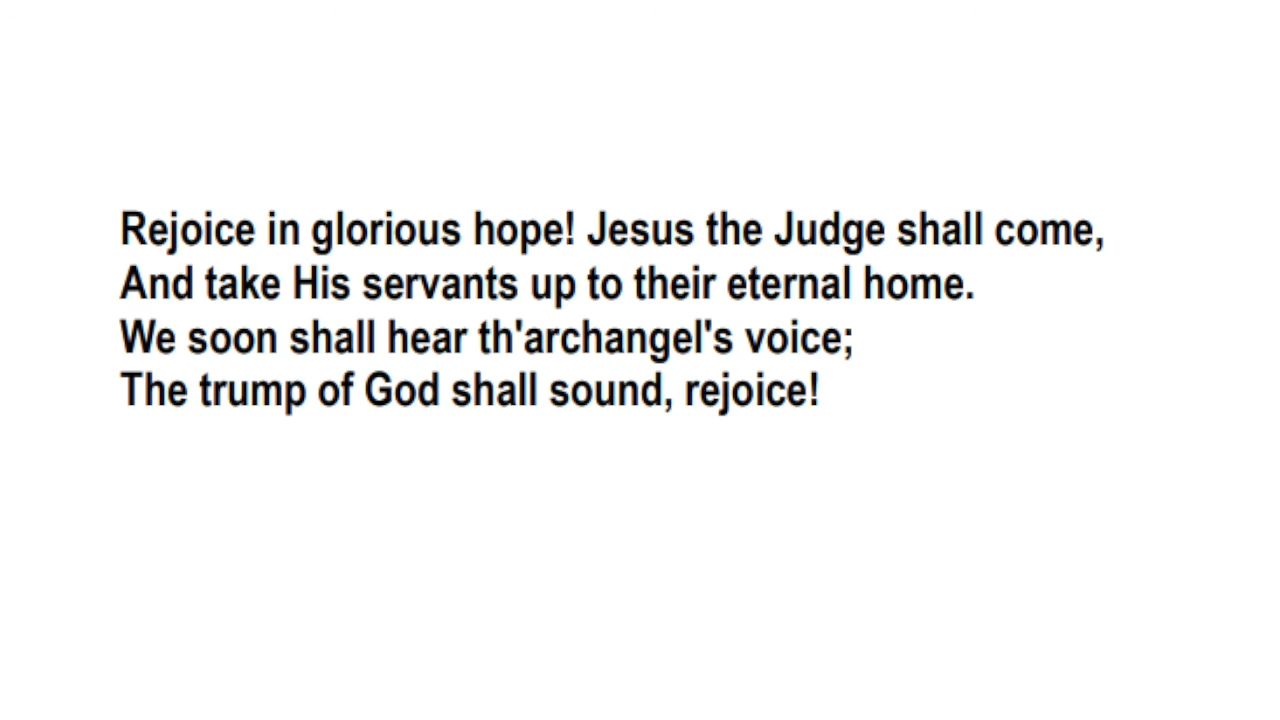 Rejoice in glorious hope! Jesus the Judge shall come,
And take His servants up to their eternal home.
We soon shall hear th'archangel's voice;
The trump of God shall sound, rejoice!